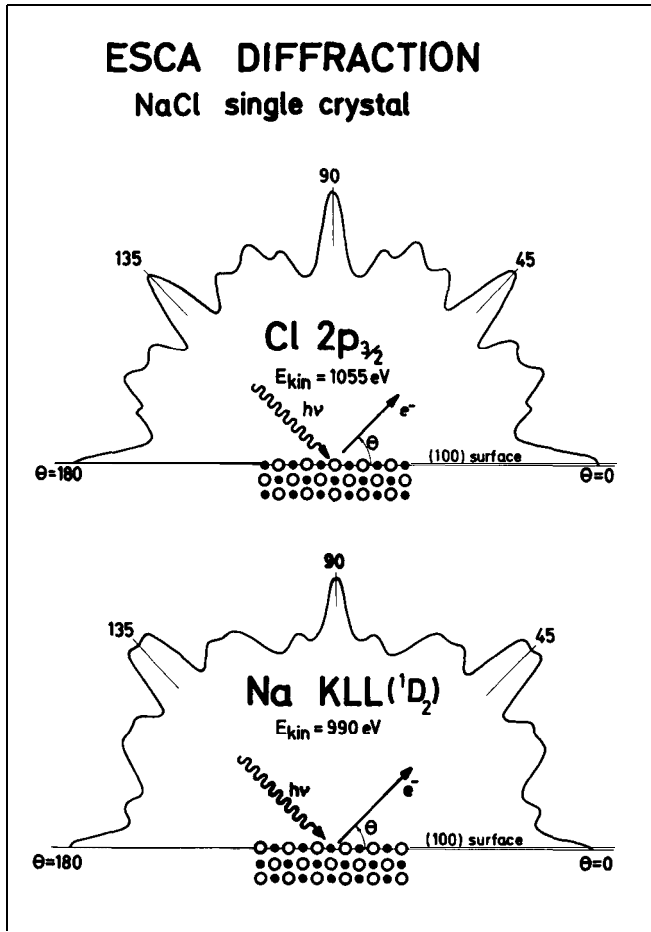 ESCA DIFFRACTION
NaCl single crystal
90
135
45
Cl 2p3/2
Ekin = 1055 eV
hν
e-
Θ
(100) surface
Θ=180
Θ=0
90
135
45
Na KLL (1D2)
Ekin = 990 eV
hν
e-
Θ
(100) surface
Θ=180
Θ=0